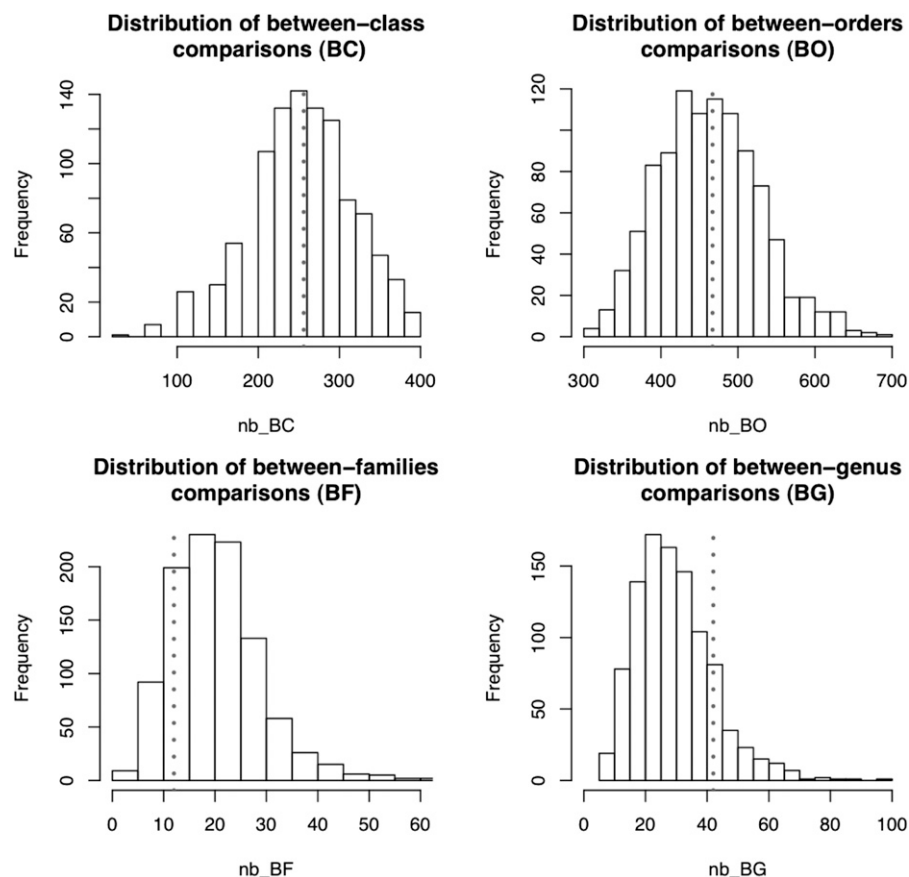 Distribution of between−class
comparisons (BC)
Frequency
140
100
60
20
0
100 200 300 400
nb_BC
Distribution of between−orders
comparisons (BO)
Frequency
120
80
60
40
20
0
300 400 500 600 700
nb_BO
Distribution of between−families
comparisons (BF)
Frequency
200
150
100
50
0
0 10 20 30 40 50 60
nb_BF
Distribution of between−genus
comparisons (BG)
Frequency
150
100
50
0
0 20 40 60 80 100
nb_BG